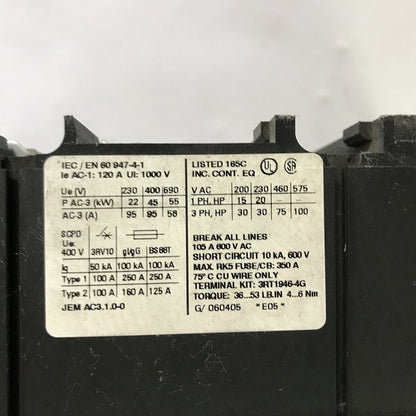 IEC / EN 60 947-4-1
Ie AC-1: 120 A Ui: 1000 V
Ue (V) 230 400 690
P AC-3 (kW) 22 45 55
AC-3 (A) 95 95 58
SCPD
Ue:
400 V 3RV10 gL/gG BS88T
Iq 50 kA 100 kA 100 kA
Type 1 100 A 250 A 250 A
Type 2 100 A 160 A 125 A
JEM AC3.1.0-0
LISTED 165C
INC. CONT. EQ
UL SA
V AC 200 230 460 575
1 PH, HP 15 20 – –
3 PH, HP 30 30 75 100
BREAK ALL LINES
105 A 600 V AC
SHORT CIRCUIT 10 kA, 600 V
MAX. RK5 FUSE/CB: 350 A
75°C CU WIRE ONLY
TERMINAL KIT: 3RT1946-4G
TORQUE: 36...53 LB.IN 4...6 Nm
G/ 060405 *E05*